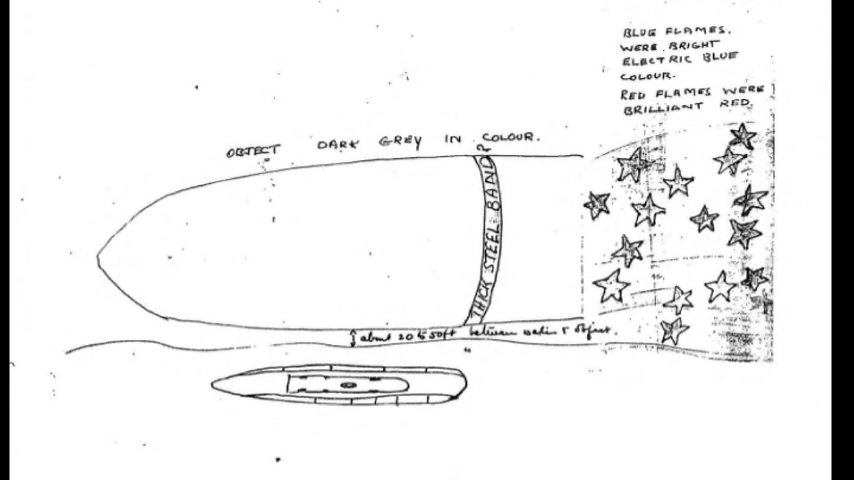 BLUE FLAMES.
WERE BRIGHT
ELECTRIC BLUE
COLOUR.
RED FLAMES WERE
BRILLIANT RED.
OBJECT DARK GREY IN COLOUR.
THICK STEEL BAND
about 20 to 50ft between & object.